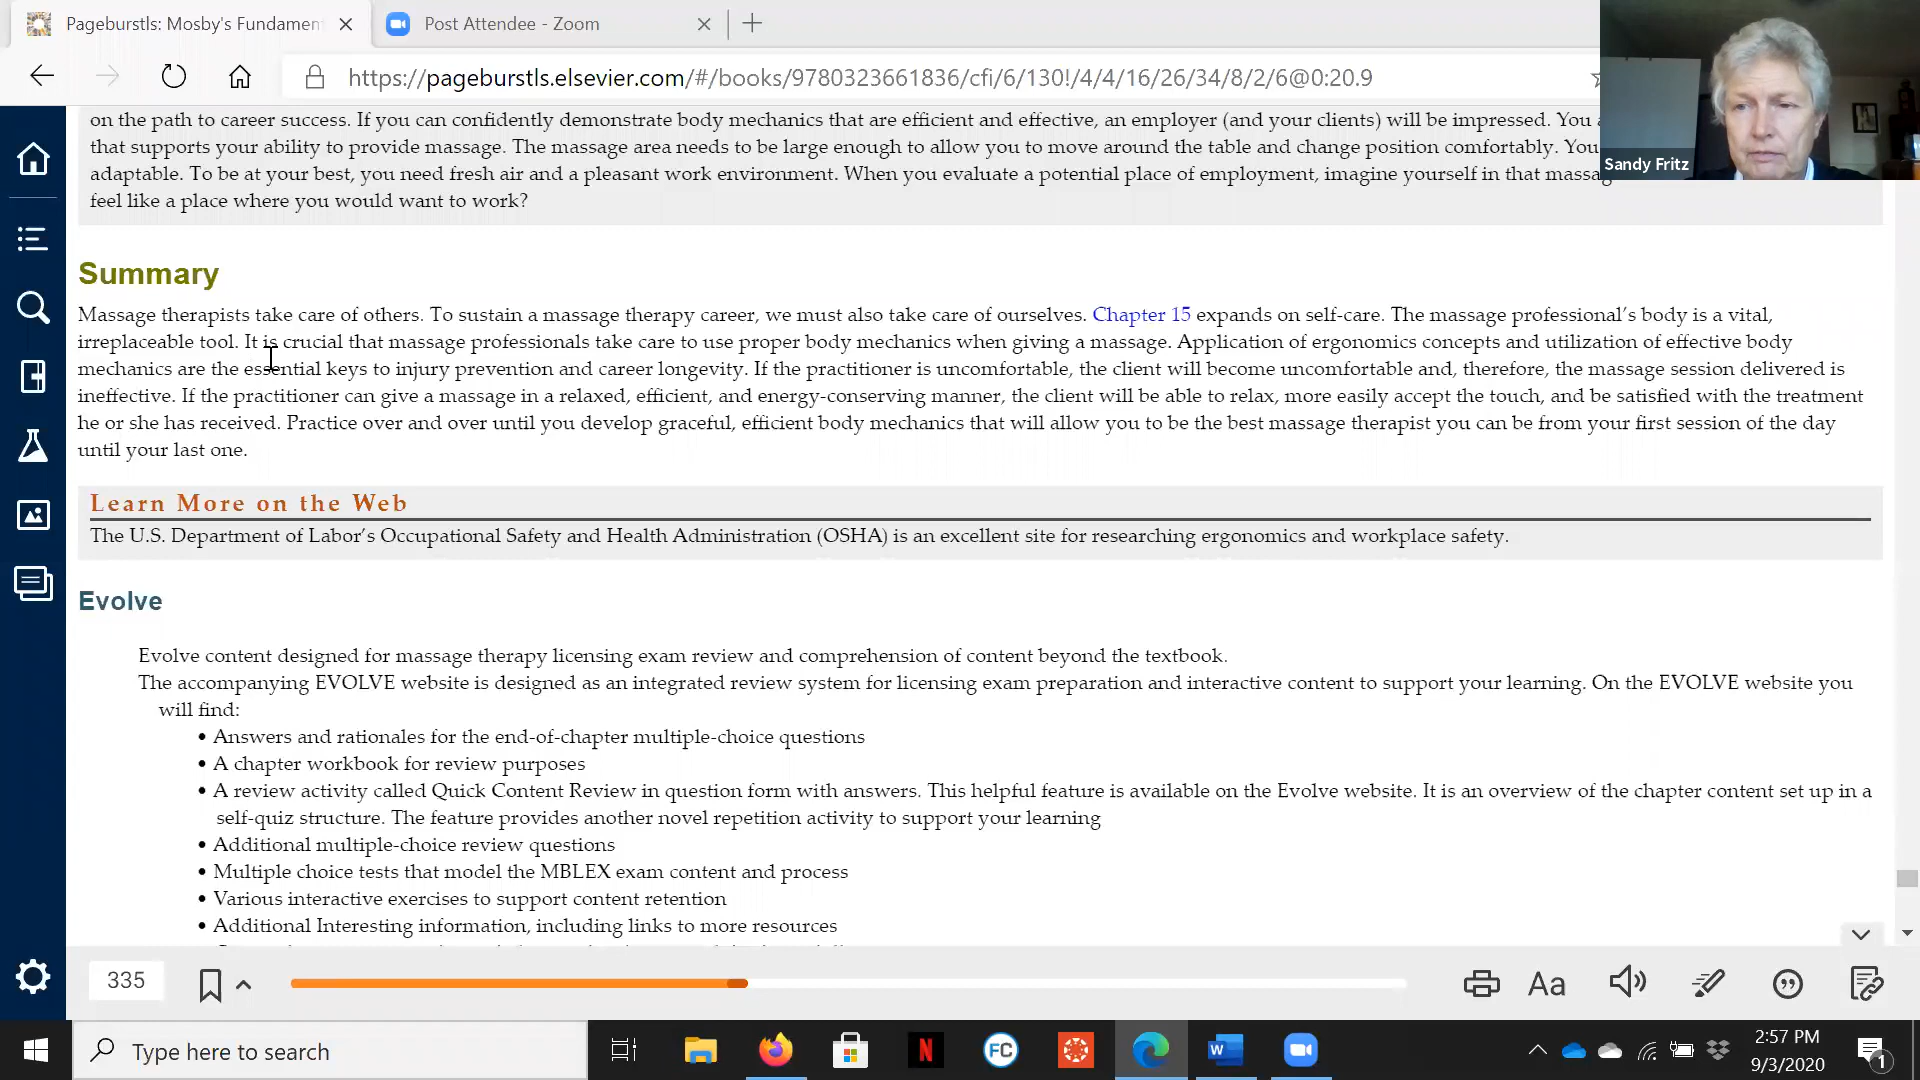 Pageburstls: Mosby's Fundamen
Post Attendee - Zoom
https://pageburstls.elsevier.com/#/books/9780323661836/cfi/6/130!/4/4/16/26/34/8/2/6@0:20.9
Sandy Fritz
on the path to career success. If you can confidently demonstrate body mechanics that are efficient and effective, an employer (and your clients) will be impressed. You
that supports your ability to provide massage. The massage area needs to be large enough to allow you to move around the table and change position comfortably. You
adaptable. To be at your best, you need fresh air and a pleasant work environment. When you evaluate a potential place of employment, imagine yourself in that massag
feel like a place where you would want to work?
Summary
Massage therapists take care of others. To sustain a massage therapy career, we must also take care of ourselves. Chapter 15 expands on self-care. The massage professional's body is a vital,
irreplaceable tool. It is crucial that massage professionals take care to use proper body mechanics when giving a massage. Application of ergonomics concepts and utilization of effective body
mechanics are the essential keys to injury prevention and career longevity. If the practitioner is uncomfortable, the client will become uncomfortable and, therefore, the massage session delivered is
ineffective. If the practitioner can give a massage in a relaxed, efficient, and energy-conserving manner, the client will be able to relax, more easily accept the touch, and be satisfied with the treatment
he or she has received. Practice over and over until you develop graceful, efficient body mechanics that will allow you to be the best massage therapist you can be from your first session of the day
until your last one.
Learn More on the Web
The U.S. Department of Labor's Occupational Safety and Health Administration (OSHA) is an excellent site for researching ergonomics and workplace safety.
Evolve
Evolve content designed for massage therapy licensing exam review and comprehension of content beyond the textbook.
The accompanying EVOLVE website is designed as an integrated review system for licensing exam preparation and interactive content to support your learning. On the EVOLVE website you
will find:
• Answers and rationales for the end-of-chapter multiple-choice questions
• A chapter workbook for review purposes
• A review activity called Quick Content Review in question form with answers. This helpful feature is available on the Evolve website. It is an overview of the chapter content set up in a
self-quiz structure. The feature provides another novel repetition activity to support your learning
• Additional multiple-choice review questions
• Multiple choice tests that model the MBLEX exam content and process
• Various interactive exercises to support content retention
• Additional Interesting information, including links to more resources
335
Aa
Type here to search
N
FC
W
2:57 PM
9/3/2020
1